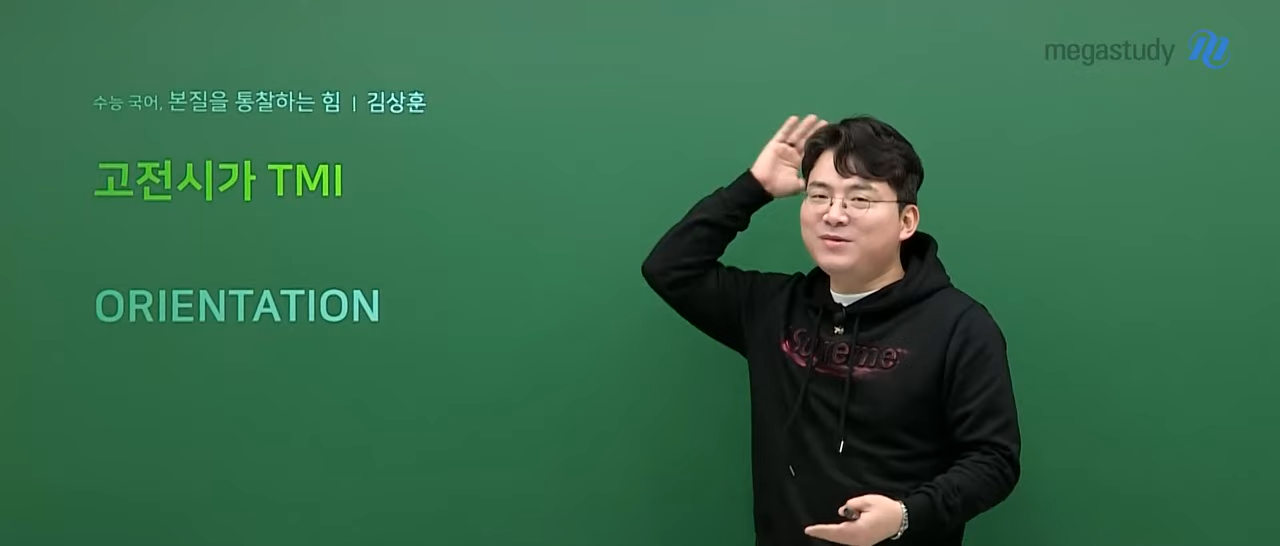 megastudy
수능 국어, 본질을 통찰하는 힘 | 김상훈
고전시가 TMI
ORIENTATION
Supreme